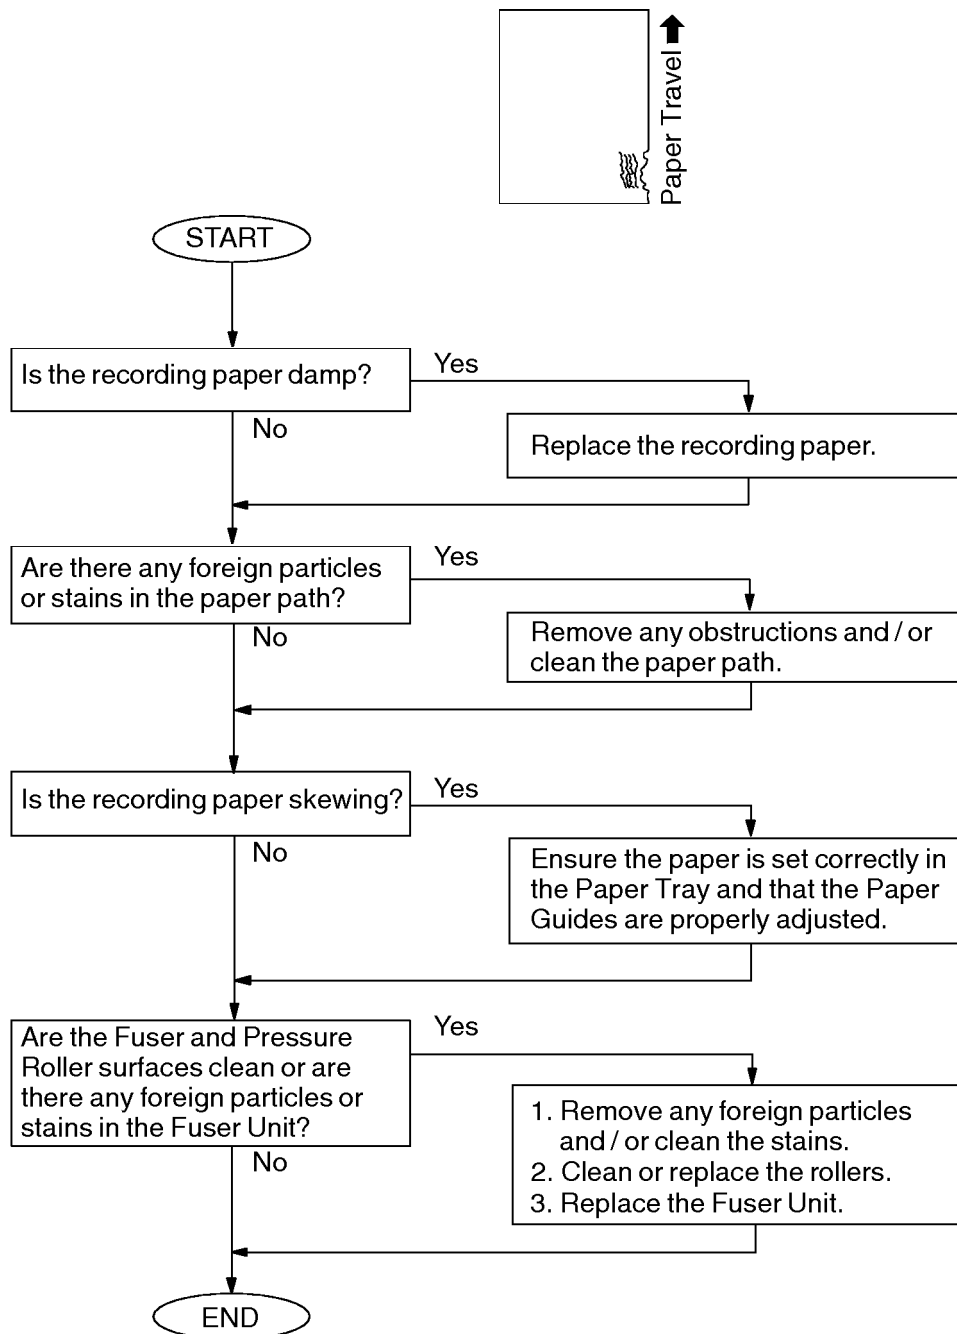 Paper Travel
START
Is the recording paper damp?
Yes
No
Replace the recording paper.
Are there any foreign particles
or stains in the paper path?
Yes
No
Remove any obstructions and / or
clean the paper path.
Is the recording paper skewing?
Yes
No
Ensure the paper is set correctly in
the Paper Tray and that the Paper
Guides are properly adjusted.
Are the Fuser and Pressure
Roller surfaces clean or are
there any foreign particles or
stains in the Fuser Unit?
Yes
No
1. Remove any foreign particles
and / or clean the stains.
2. Clean or replace the rollers.
3. Replace the Fuser Unit.
END